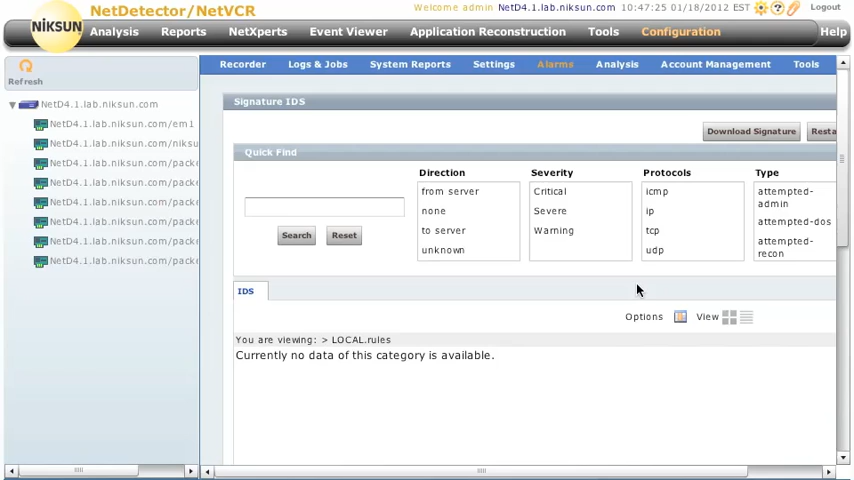 NetDetector/NetVCR
Welcome admin NetD4.1.lab.niksun.com 10:47:25 01/18/2012 EST Logout
NIKSUN
Analysis Reports NetXperts Event Viewer Application Reconstruction Tools Configuration Help
Refresh
Recorder Logs & Jobs System Reports Settings Alarms Analysis Account Management Tools
NetD4.1.lab.niksun.com
NetD4.1.lab.niksun.com/em1
NetD4.1.lab.niksun.com/niksu
NetD4.1.lab.niksun.com/packe
NetD4.1.lab.niksun.com/packe
NetD4.1.lab.niksun.com/packe
NetD4.1.lab.niksun.com/packe
NetD4.1.lab.niksun.com/packe
NetD4.1.lab.niksun.com/packe
Signature IDS
Download Signature Resta
Quick Find
Search Reset
Direction
from server
none
to server
unknown
Severity
Critical
Severe
Warning
Protocols
icmp
ip
tcp
udp
Type
attempted-
admin
attempted-dos
attempted-
recon
IDS
Options View
You are viewing: > LOCAL.rules
Currently no data of this category is available.